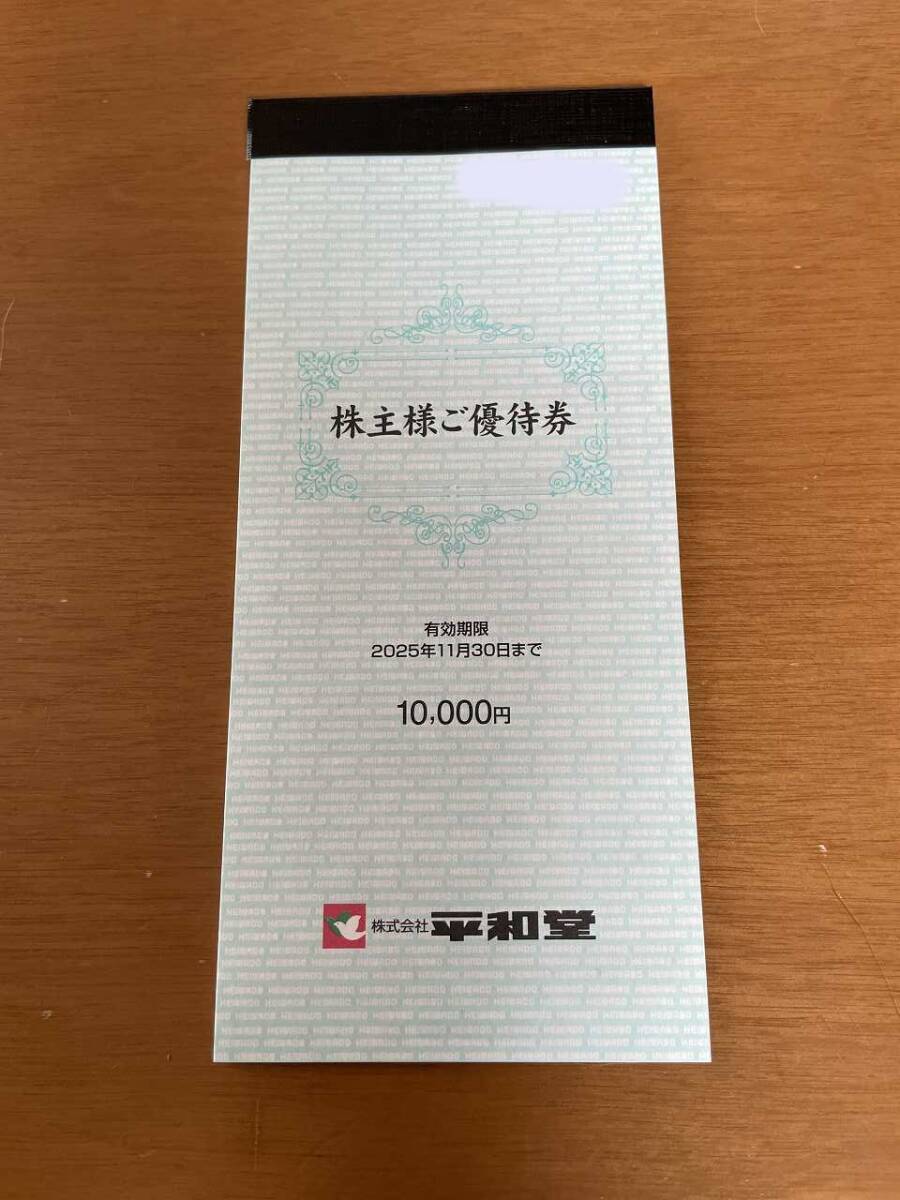 株主様ご優待券
有効期限
2025年11月30日まで
10,000円
株式会社 平和堂